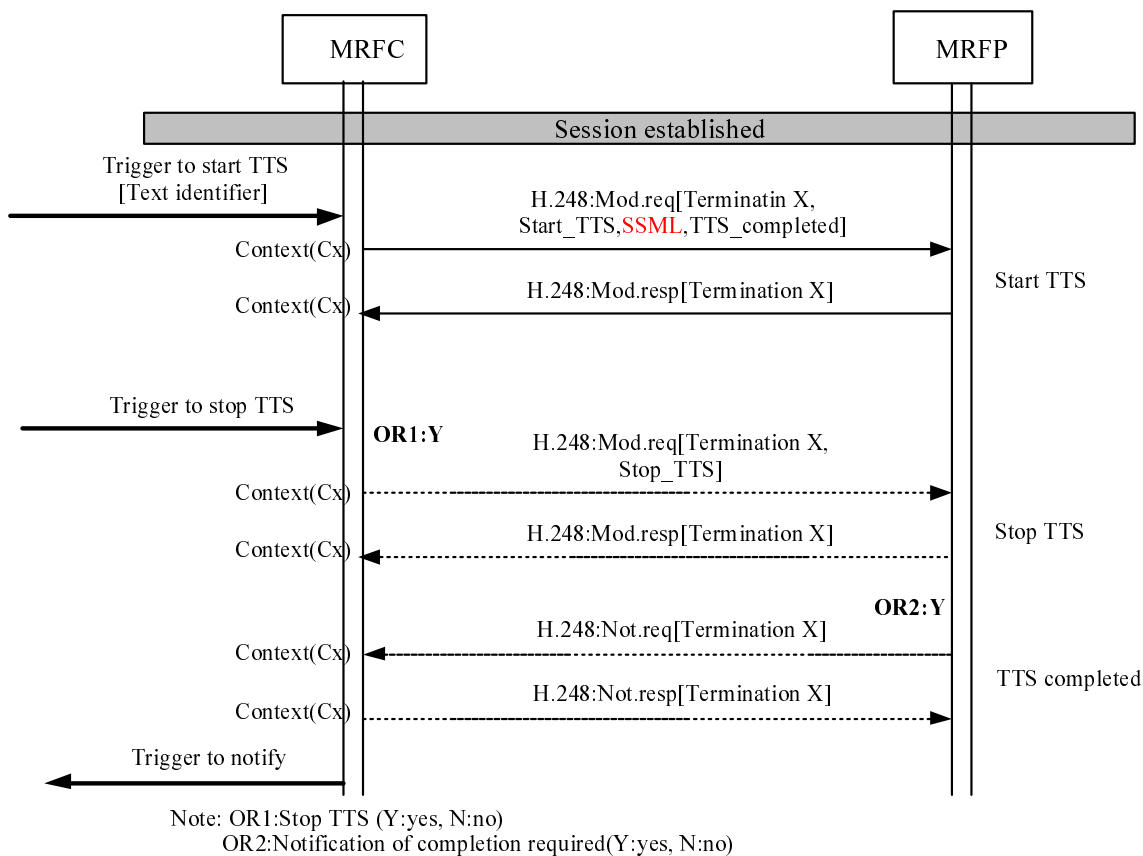 MRFC
MRFP
Session established
Trigger to start TTS
[Text identifier]
H.248:Mod.req[Terminatin X,
Start_TTS,SSML,TTS_completed]
Context(Cx)
Start TTS
H.248:Mod.resp[Termination X]
Context(Cx)
Trigger to stop TTS
OR1:Y
H.248:Mod.req[Termination X,
Stop_TTS]
Context(Cx)
H.248:Mod.resp[Termination X]
Stop TTS
Context(Cx)
OR2:Y
H.248:Not.req[Termination X]
Context(Cx)
TTS completed
H.248:Not.resp[Termination X]
Context(Cx)
Trigger to notify
Note: OR1:Stop TTS (Y:yes, N:no)
OR2:Notification of completion required(Y:yes, N:no)